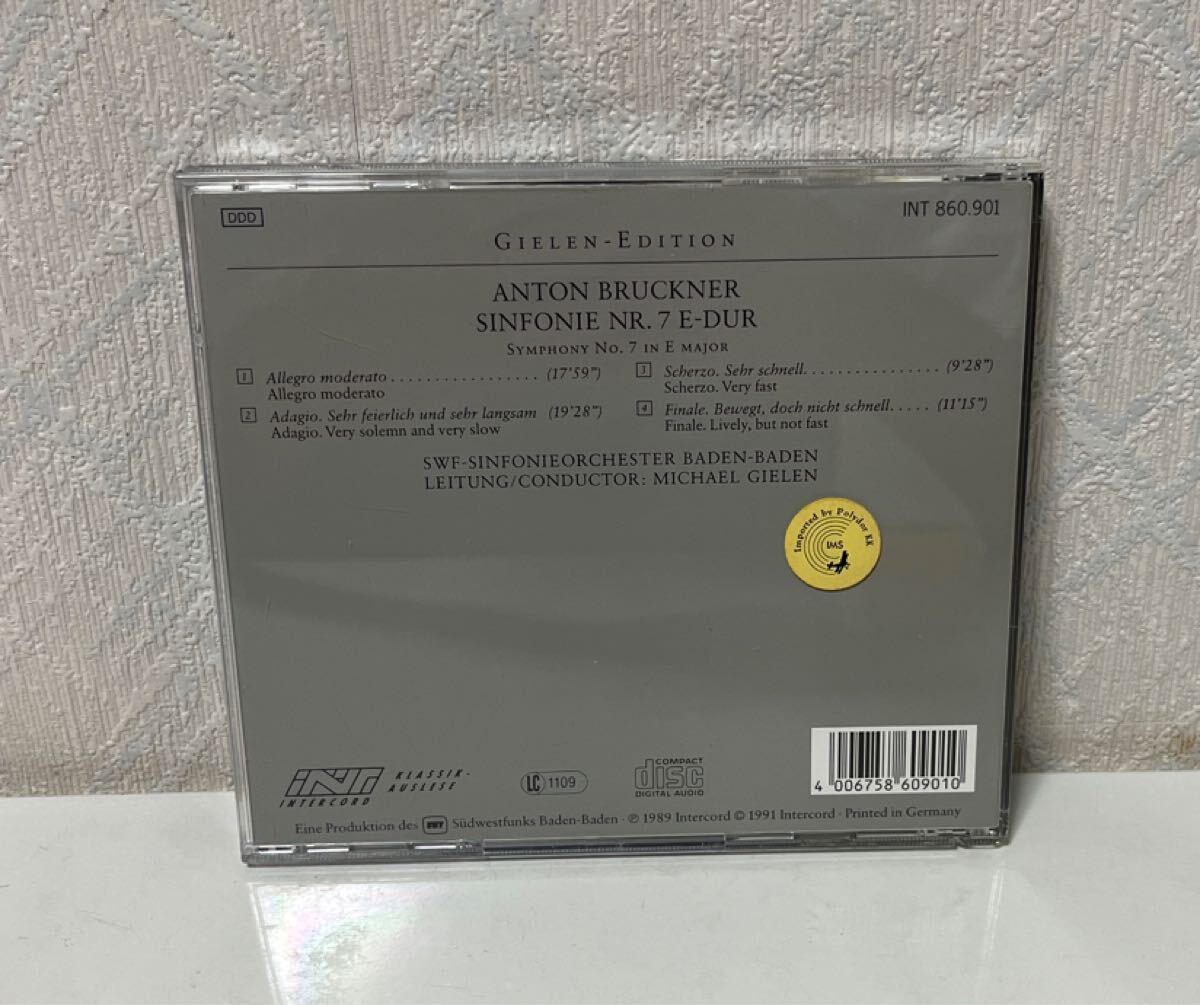 DDD
INT 860.901
GIELEN-EDITION
ANTON BRUCKNER
SINFONIE NR. 7 E-DUR
SYMPHONY NO. 7 IN E MAJOR
1 Allegro moderato . . . . . . . . . . . . . . . . . (17'59")
Allegro moderato
2 Adagio. Sehr feierlich und sehr langsam (19'28")
Adagio. Very solemn and very slow
3 Scherzo. Sehr schnell. . . . . . . . . . . . . . . . (9'28")
Scherzo. Very fast
4 Finale. Bewegt, doch nicht schnell. . . . . (11'15")
Finale. Lively, but not fast
SWF-SINFONIEORCHESTER BADEN-BADEN
LEITUNG/CONDUCTOR: MICHAEL GIELEN
Imported by Polydor KK
IMS
INT
INTERCORD
KLASSIK-
AUSLESE
LC 1109
COMPACT
disc
DIGITAL AUDIO
4 006758 609010
Eine Produktion des SWF Südwestfunks Baden-Baden · ℗ 1989 Intercord © 1991 Intercord · Printed in Germany